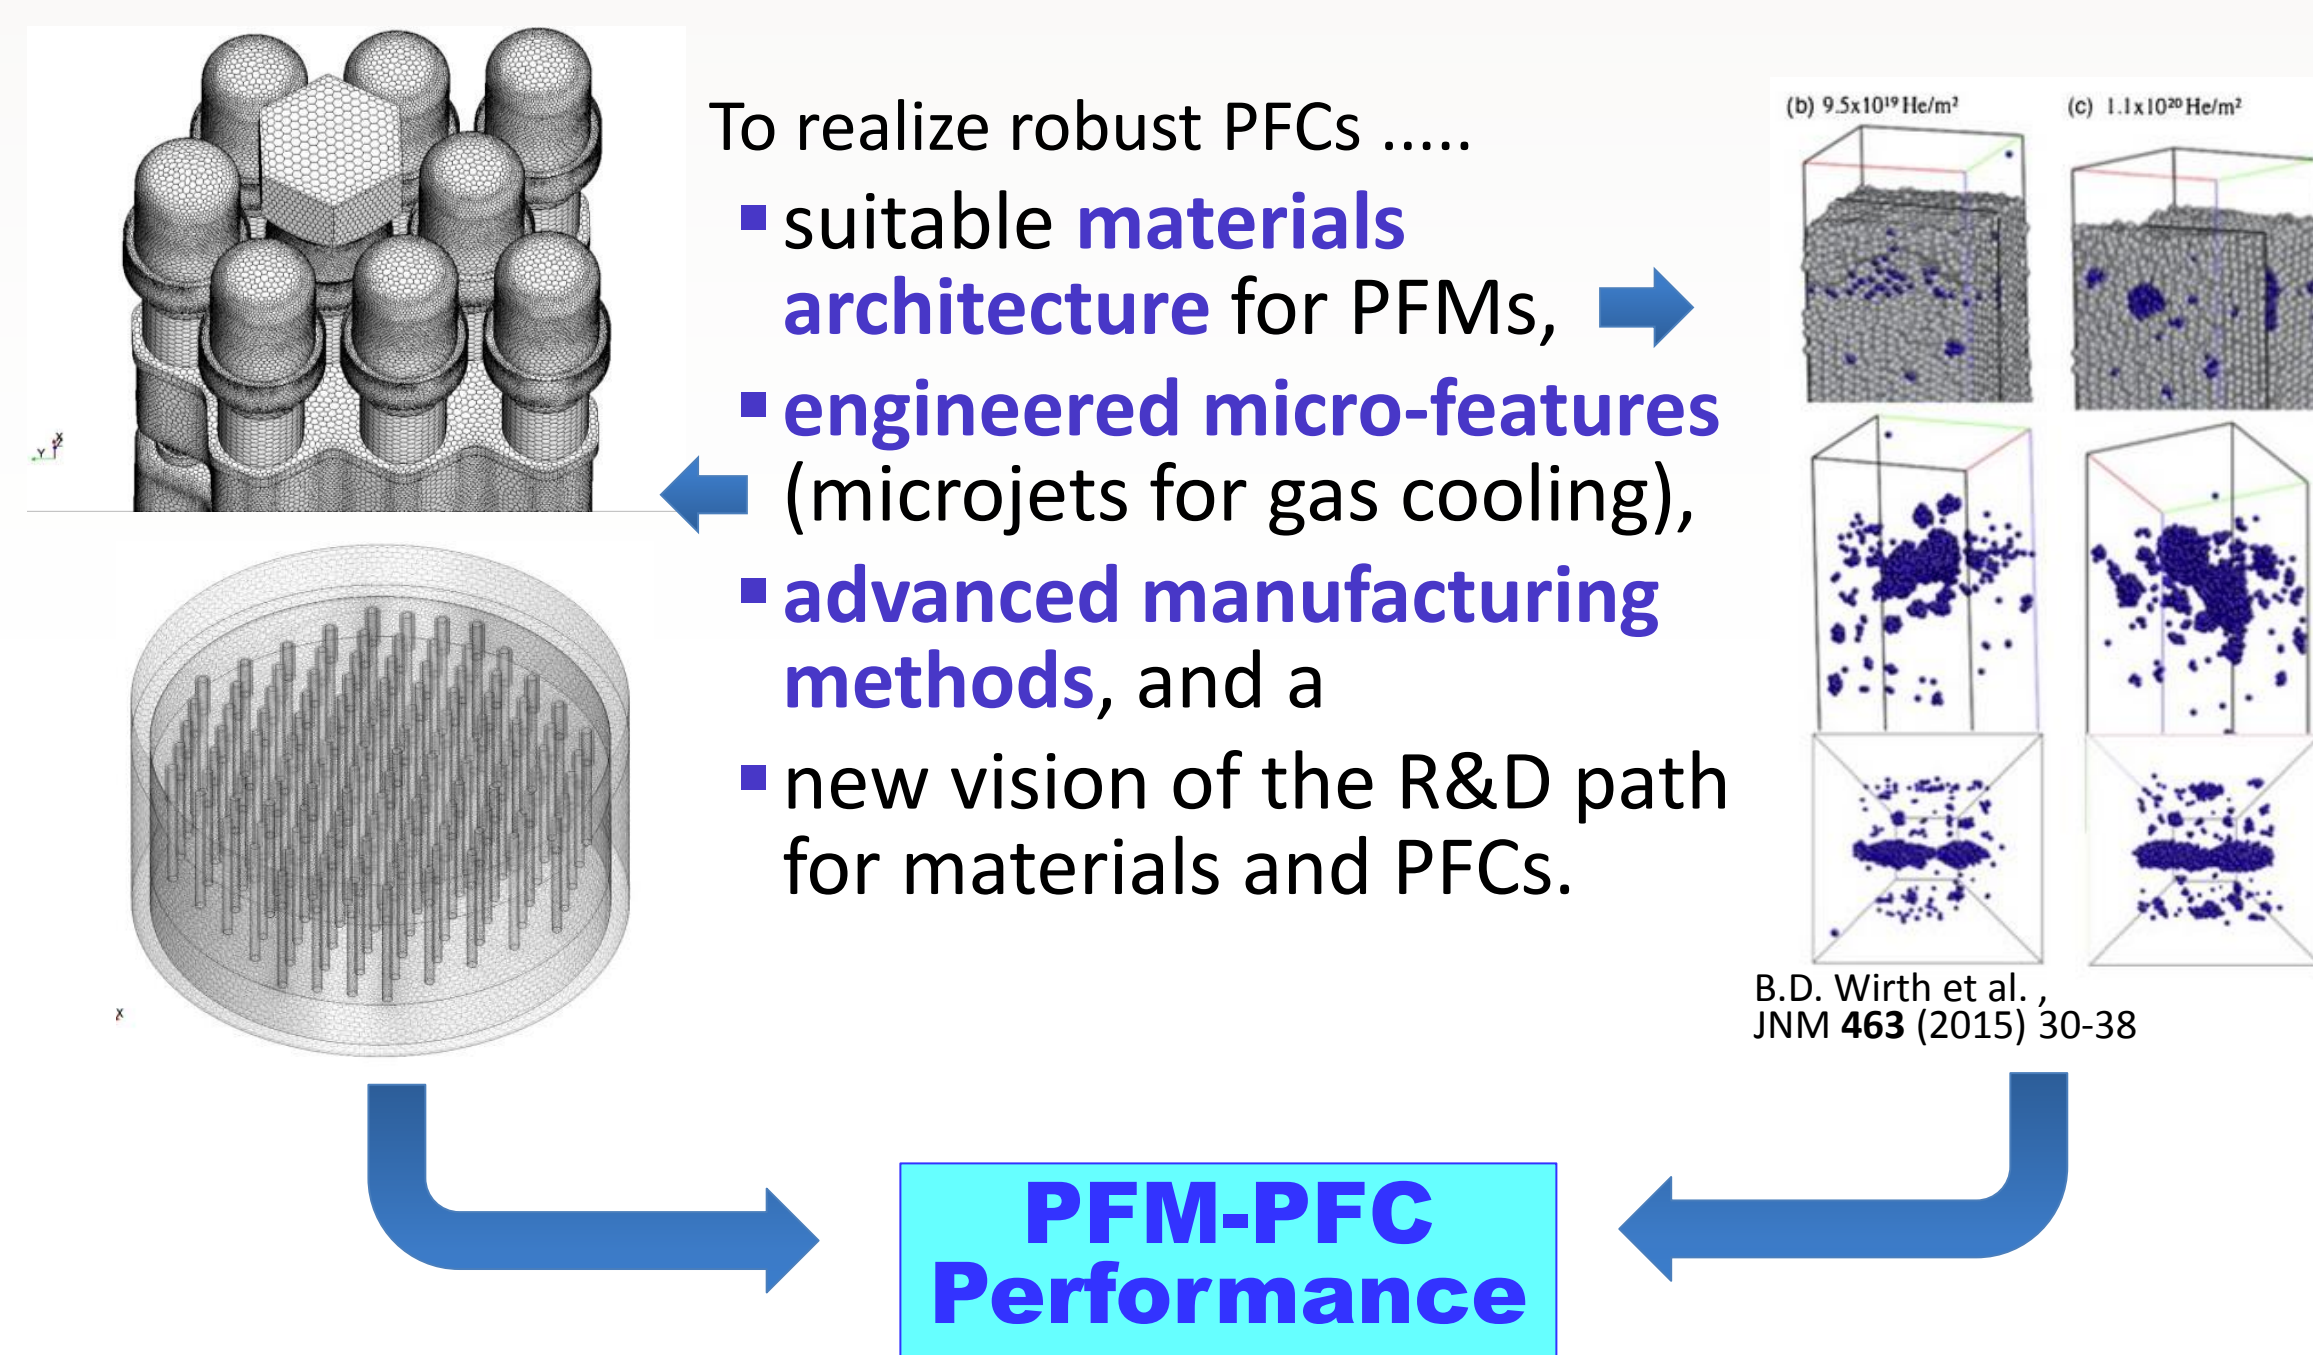 To realize robust PFCs .....
▪ suitable materials
architecture for PFMs,
▪ engineered micro-features
(microjets for gas cooling),
▪ advanced manufacturing
methods, and a
▪ new vision of the R&D path
for materials and PFCs.
(b) 9.5x10¹⁹ He/m²
(c) 1.1x10²⁰ He/m²
B.D. Wirth et al. ,
JNM 463 (2015) 30-38
Y
X
Z
X
PFM-PFC
Performance